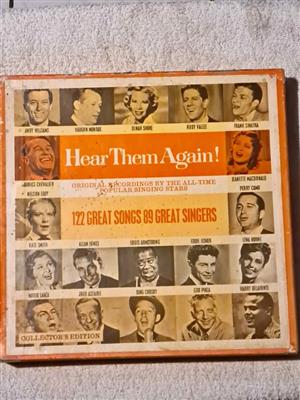 ANDY WILLIAMS VAUGHN MONROE DINAH SHORE RUDY VALLEE FRANK SINATRA
Hear Them Again!
MAURICE CHEVALIER JEANETTE MACDONALD
ORIGINAL RECORDINGS BY THE ALL-TIME
POPULAR SINGING STARS
NELSON EDDY PERRY COMO
122 GREAT SONGS 89 GREAT SINGERS
KATE SMITH ALLAN JONES LOUIS ARMSTRONG EDDIE FISHER LENA HORNE
MARIO LANZA FRED ASTAIRE BING CROSBY EZIO PINZA HARRY BELAFONTE
COLLECTOR'S EDITION